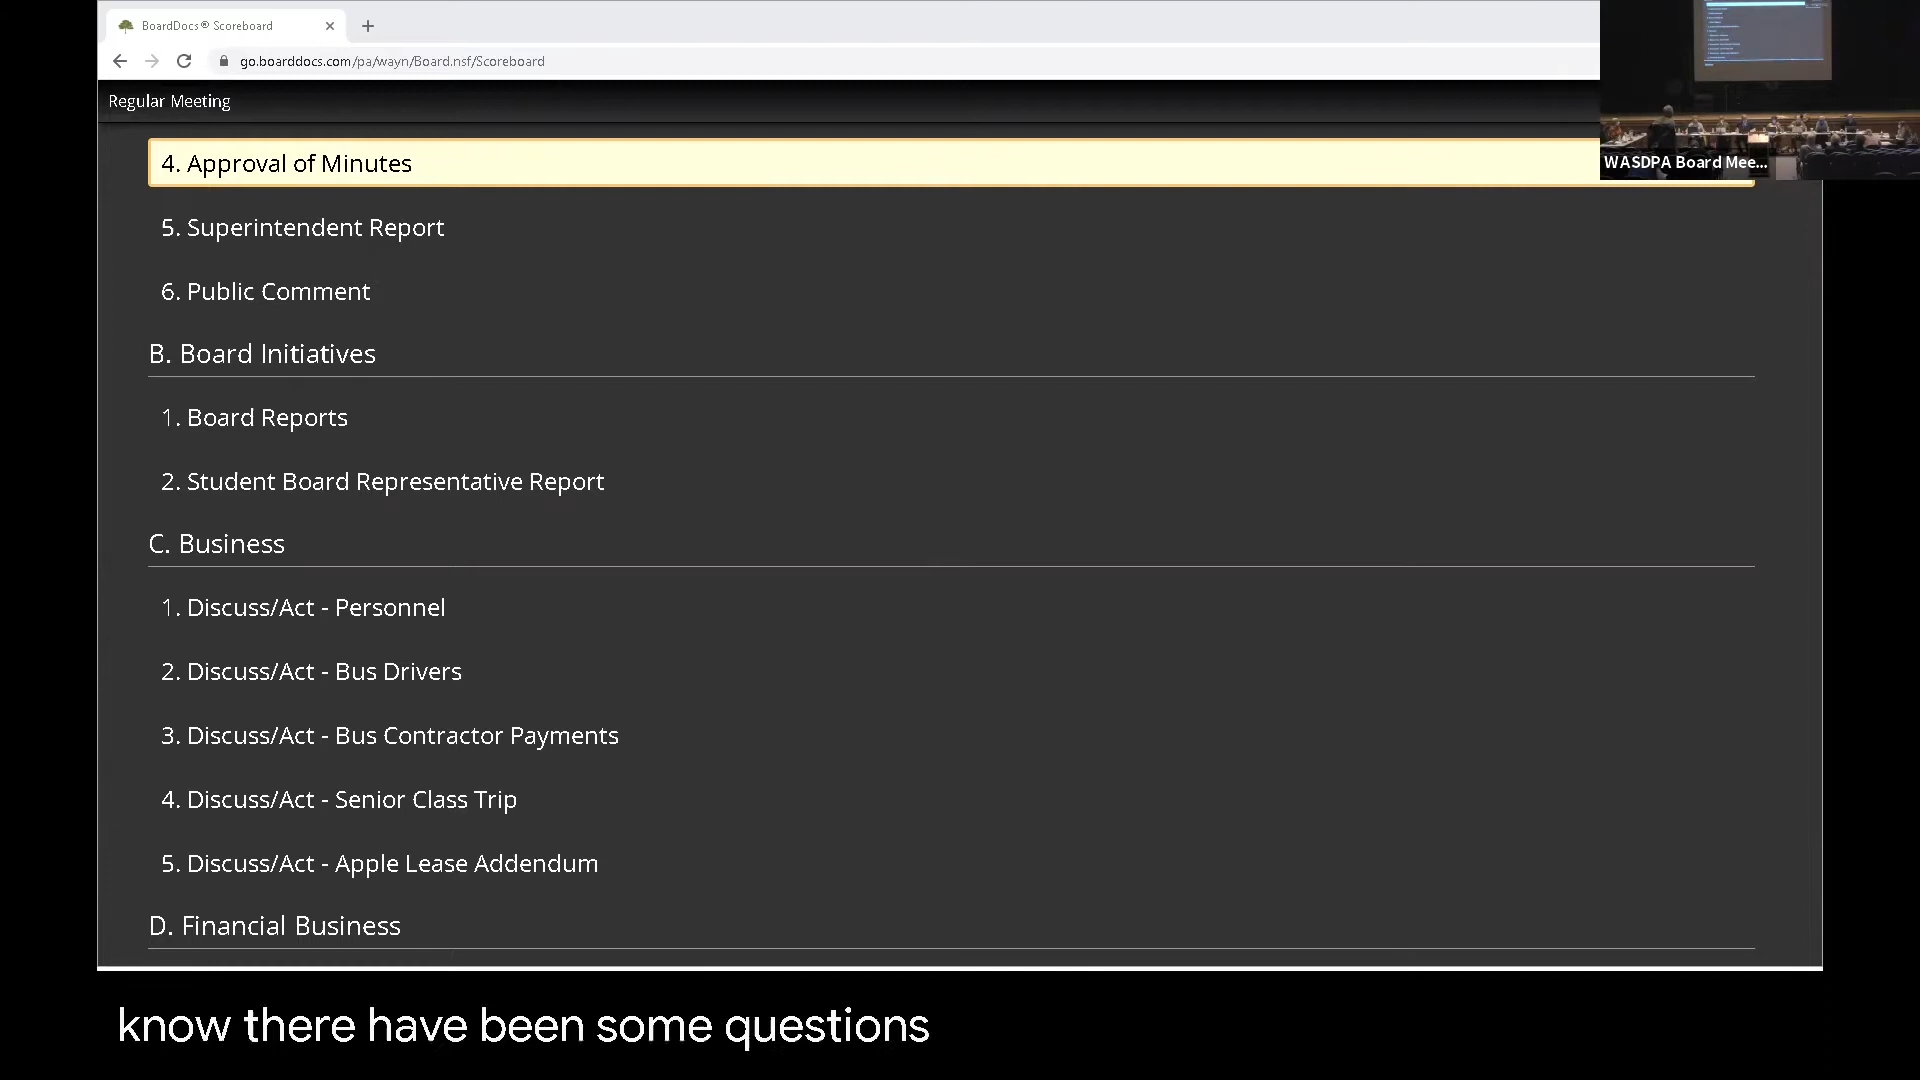 BoardDocs® Scoreboard
go.boarddocs.com/pa/wayn/Board.nsf/Scoreboard
Regular Meeting
WASDPA Board Mee...
4. Approval of Minutes
5. Superintendent Report
6. Public Comment
B. Board Initiatives
1. Board Reports
2. Student Board Representative Report
C. Business
1. Discuss/Act - Personnel
2. Discuss/Act - Bus Drivers
3. Discuss/Act - Bus Contractor Payments
4. Discuss/Act - Senior Class Trip
5. Discuss/Act - Apple Lease Addendum
D. Financial Business
know there have been some questions